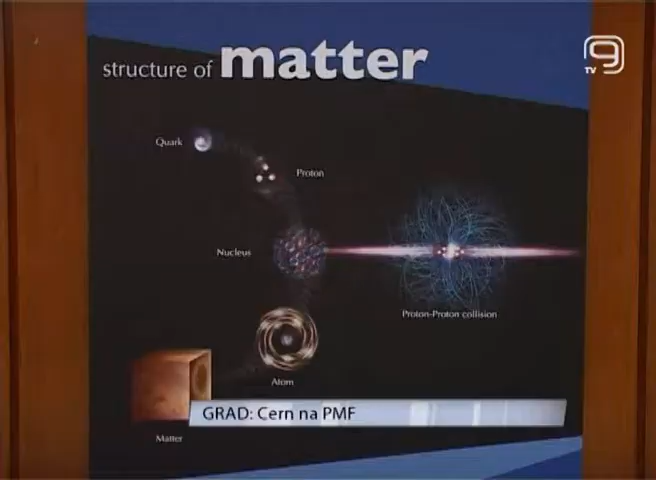 structure of matter
TV 9
Quark
Proton
Nucleus
Proton-Proton collision
Atom
GRAD: Cern na PMF
Matter